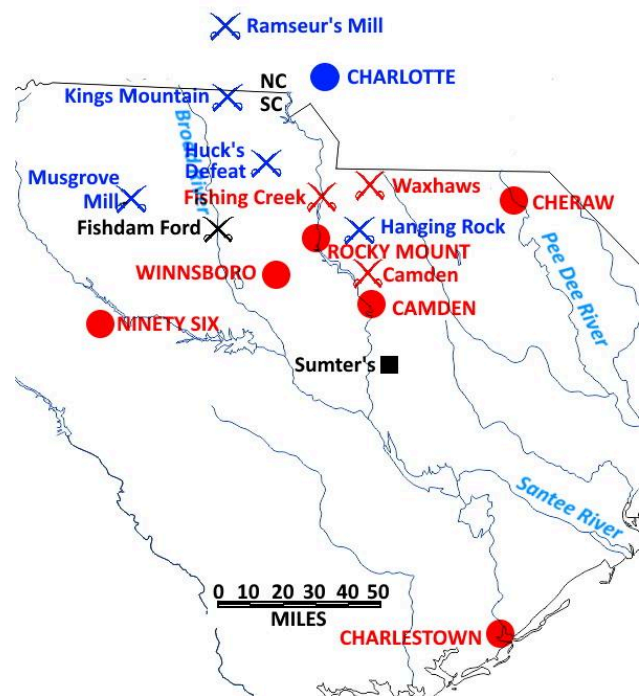 Ramseur's Mill
NC
CHARLOTTE
Kings Mountain
SC
Broad River
Huck's
Defeat
Musgrove
Mill
Waxhaws
Fishing Creek
CHERAW
Fishdam Ford
Hanging Rock
ROCKY MOUNT
Pee Dee River
WINNSBORO
Camden
CAMDEN
NINETY SIX
Sumter's
Santee River
0 10 20 30 40 50
MILES
CHARLESTOWN